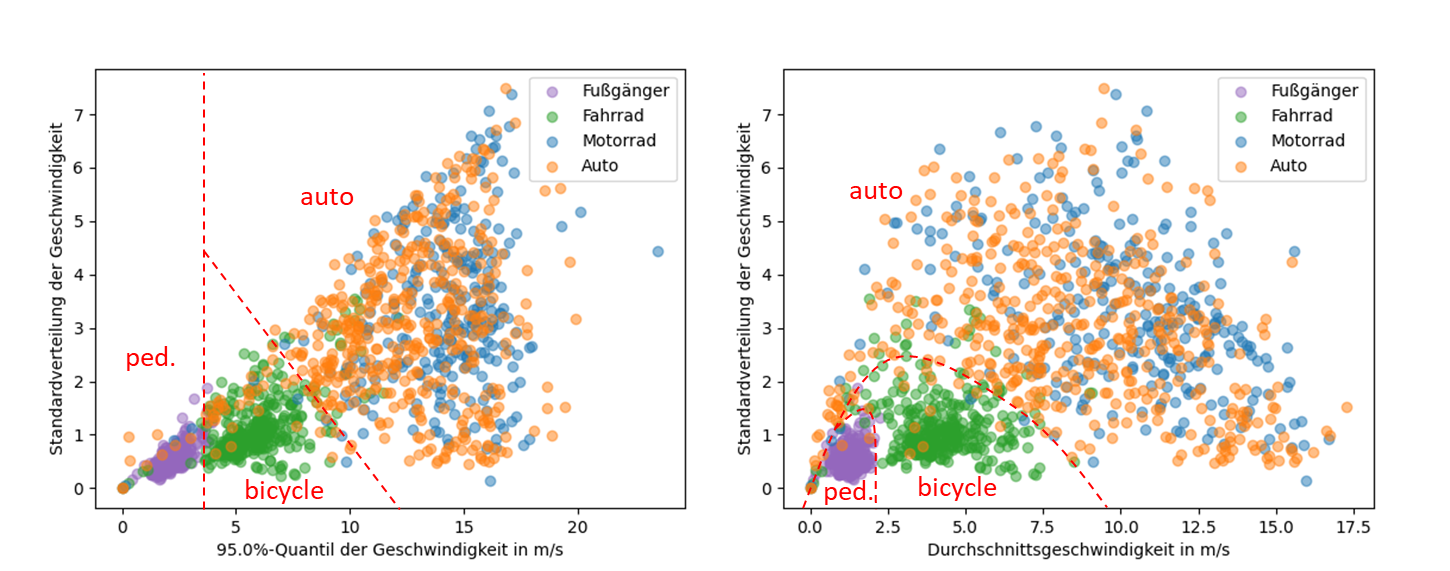 Fußgänger
Fahrrad
Motorrad
Auto
auto
ped.
bicycle
7
6
5
4
3
2
1
0
Standardverteilung der Geschwindigkeit
0
5
10
15
20
95.0%-Quantil der Geschwindigkeit in m/s
Fußgänger
Fahrrad
Motorrad
Auto
auto
ped.
bicycle
7
6
5
4
3
2
1
0
Standardverteilung der Geschwindigkeit
0.0
2.5
5.0
7.5
10.0
12.5
15.0
17.5
Durchschnittsgeschwindigkeit in m/s